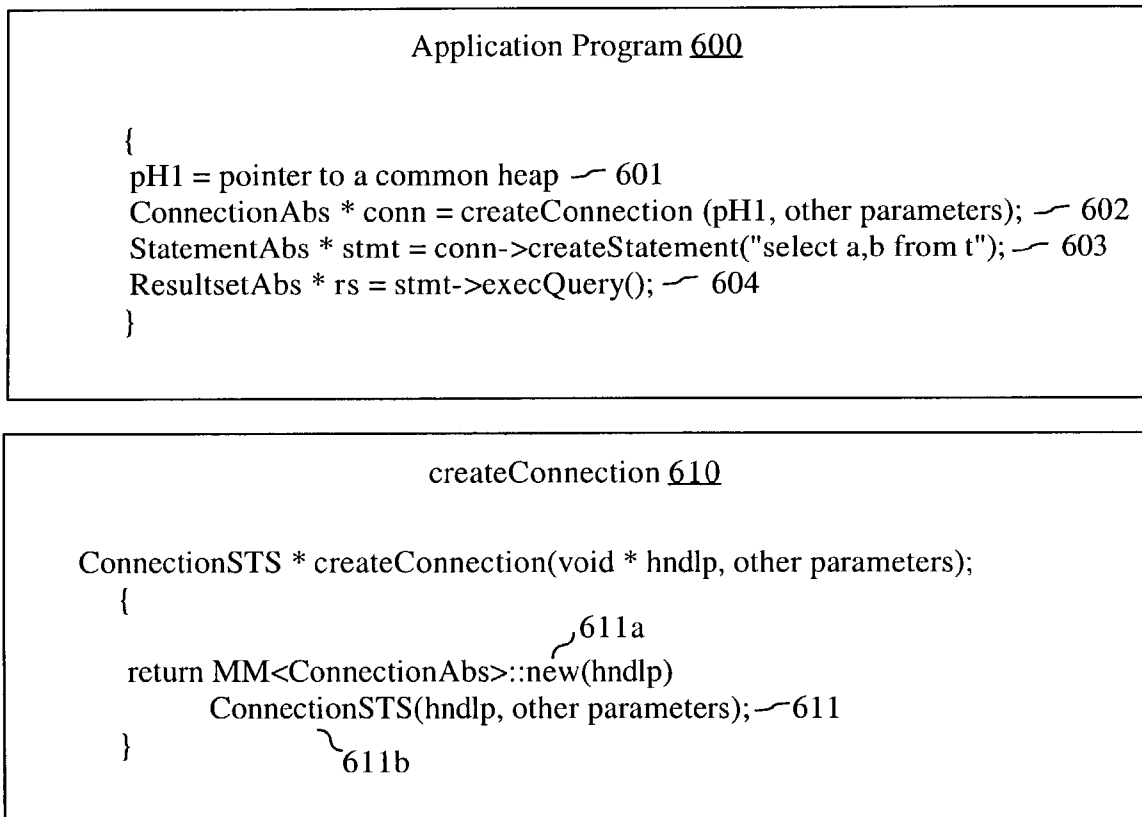 Application Program 600
{
pH1 = pointer to a common heap 601
ConnectionAbs * conn = createConnection (pH1, other parameters); 602
StatementAbs * stmt = conn->createStatement("select a,b from t"); 603
ResultsetAbs * rs = stmt->execQuery(); 604
}
createConnection 610
ConnectionSTS * createConnection(void * hndlp, other parameters);
{
611a
return MM<ConnectionAbs>::new(hndlp)
ConnectionSTS(hndlp, other parameters); 611
}
611b